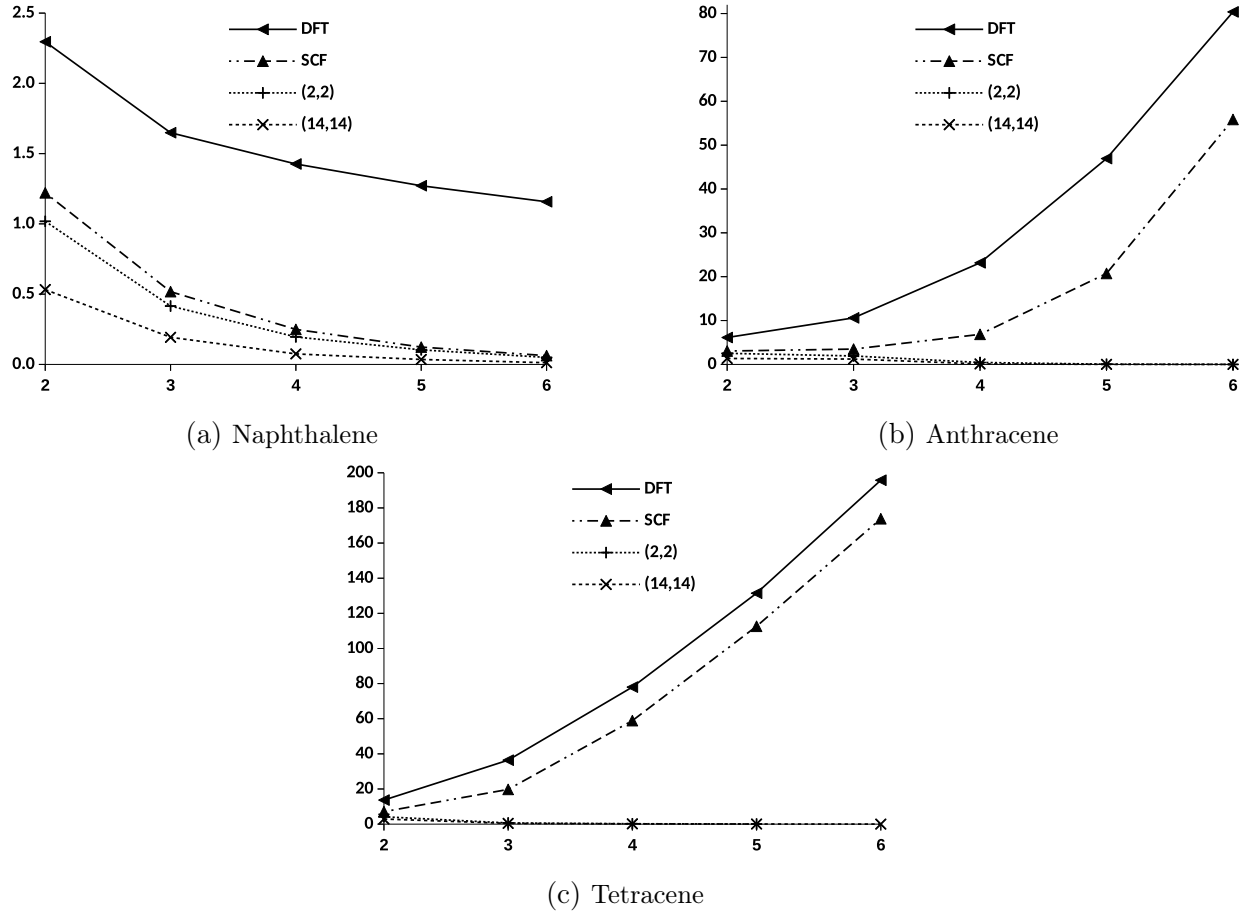 2.5
2.0
1.5
1.0
0.5
0.0
2 3 4 5 6
DFT
SCF
(2,2)
(14,14)
(a) Naphthalene
80
70
60
50
40
30
20
10
0
2 3 4 5 6
DFT
SCF
(2,2)
(14,14)
(b) Anthracene
200
180
160
140
120
100
80
60
40
20
0
2 3 4 5 6
DFT
SCF
(2,2)
(14,14)
(c) Tetracene